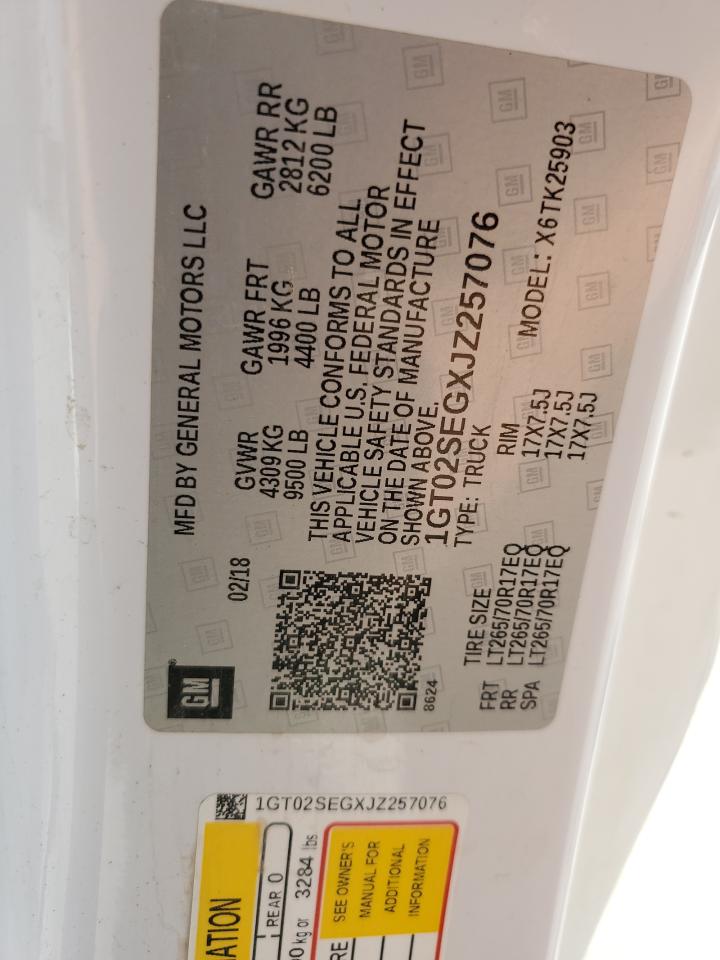 GM
02/18
MFD BY GENERAL MOTORS LLC
GVWR GAWR FRT GAWR RR
4309 KG 1996 KG 2812 KG
9500 LB 4400 LB 6200 LB
THIS VEHICLE CONFORMS TO ALL
APPLICABLE U.S. FEDERAL MOTOR
VEHICLE SAFETY STANDARDS IN EFFECT
ON THE DATE OF MANUFACTURE
SHOWN ABOVE.
1GT02SEGXJZ257076
TYPE: TRUCK
8624
TIRE SIZE RIM MODEL: X6TK25903
FRT LT265/70R17EQ 17X7.5J
RR LT265/70R17EQ 17X7.5J
SPA LT265/70R17EQ 17X7.5J
1GT02SEGXJZ257076
REAR 0
kg or 3284 lbs
SEE OWNER'S
MANUAL FOR
ADDITIONAL
INFORMATION